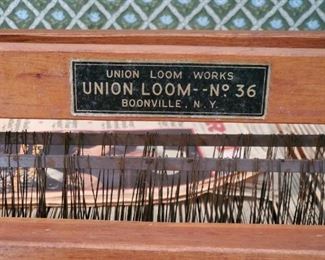 UNION LOOM WORKS
UNION LOOM--Nº 36
BOONVILLE, N. Y.